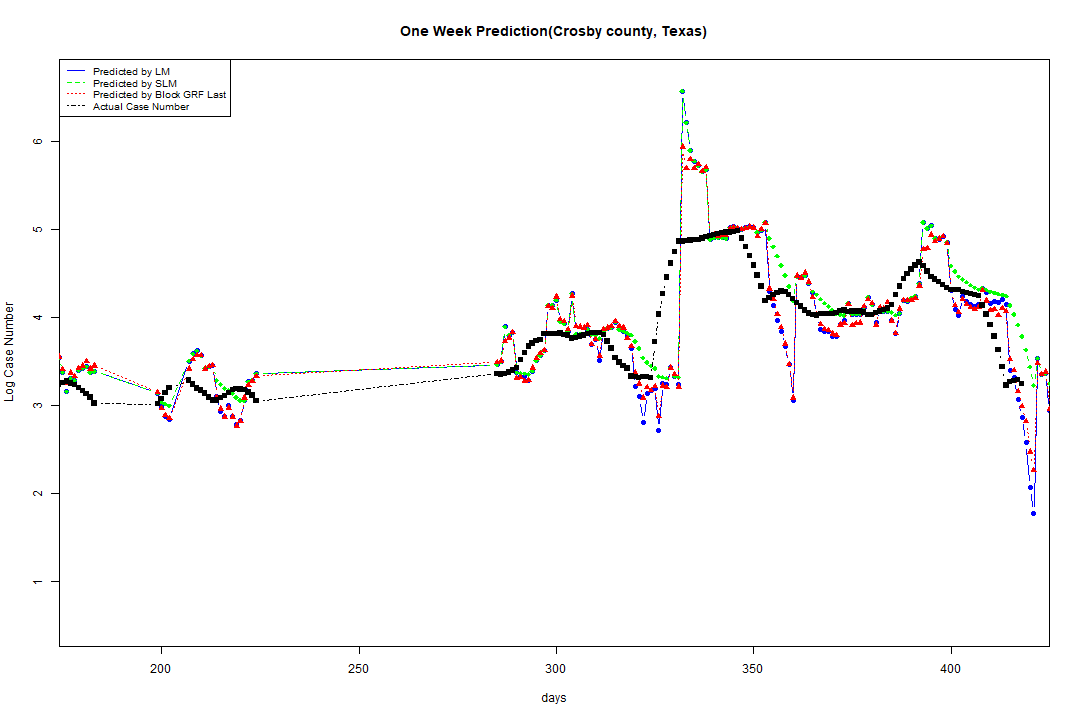 One Week Prediction(Crosby county, Texas)
Predicted by LM
Predicted by SLM
Predicted by Block GRF Last
Actual Case Number
Log Case Number
6
5
4
3
2
1
200
250
300
350
400
days